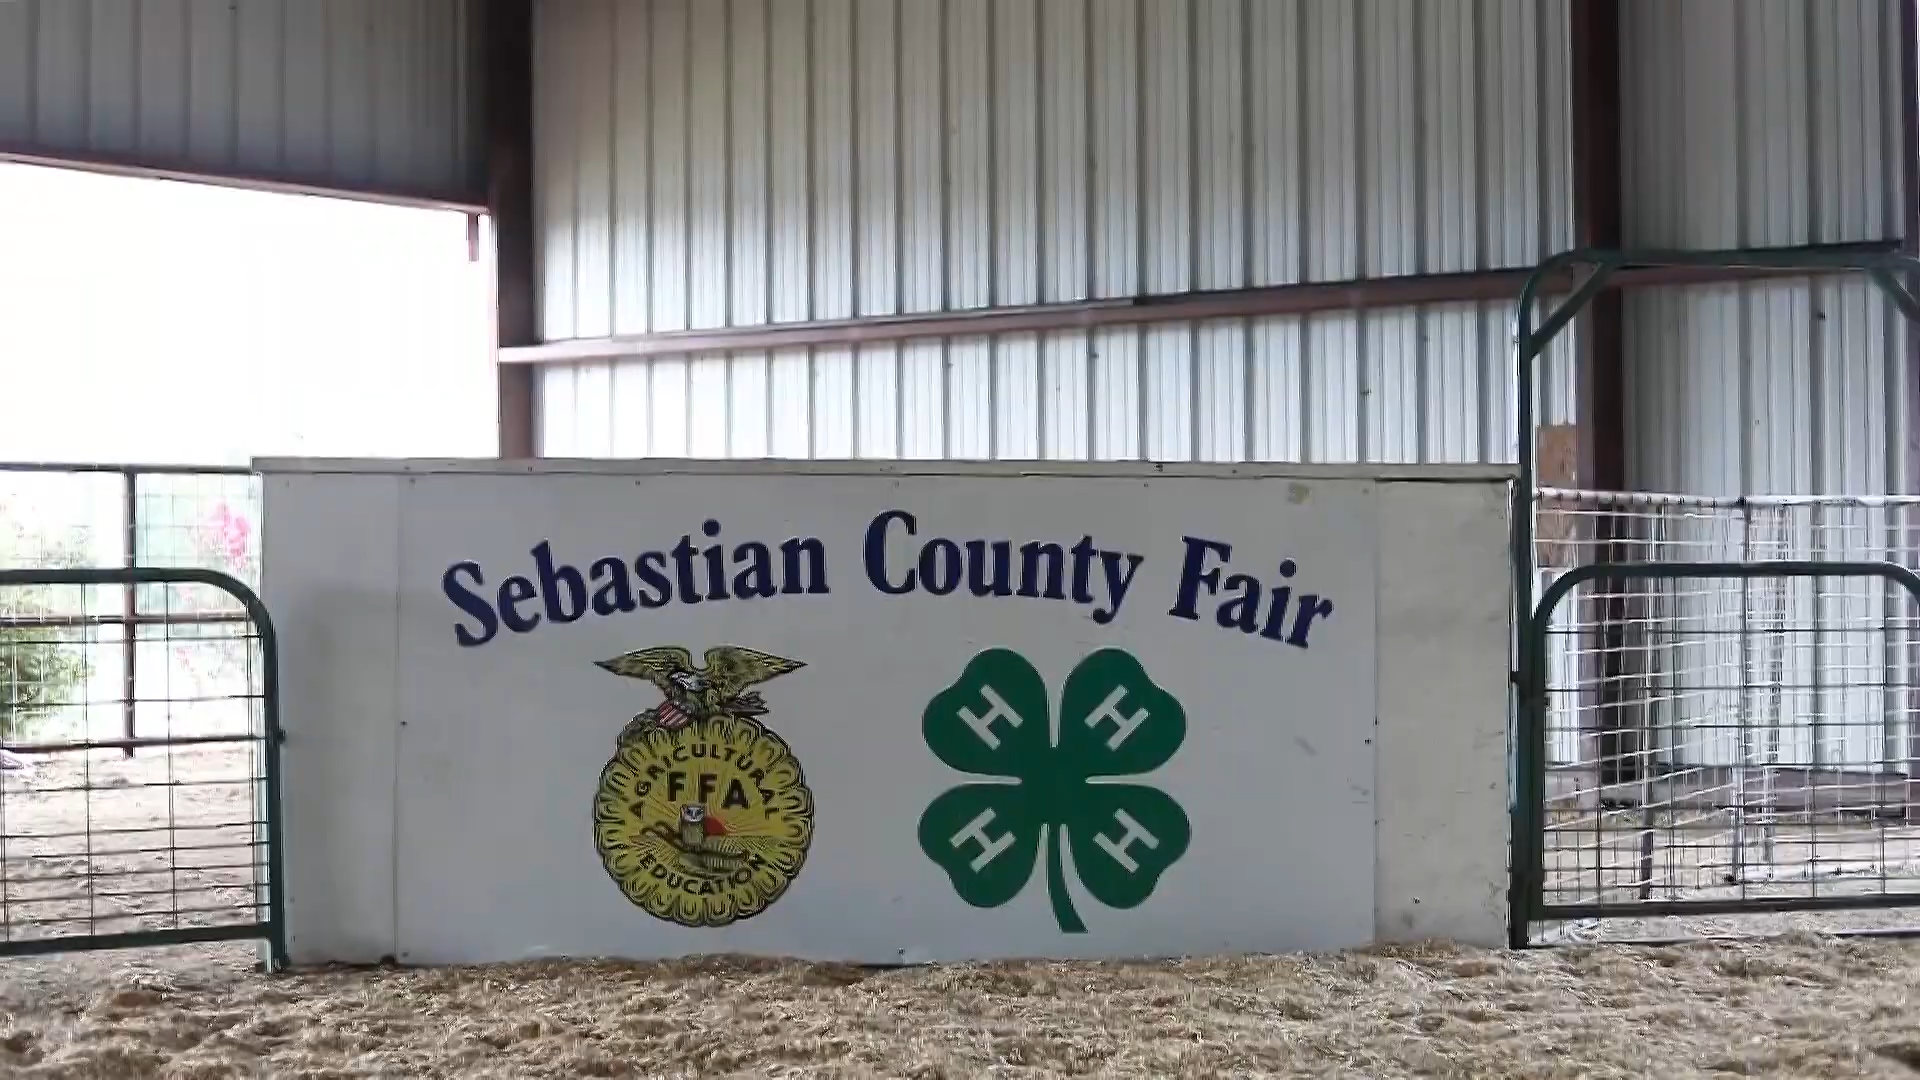 Sebastian County Fair
AGRICULTURAL
FFA
EDUCATION
H H
H H